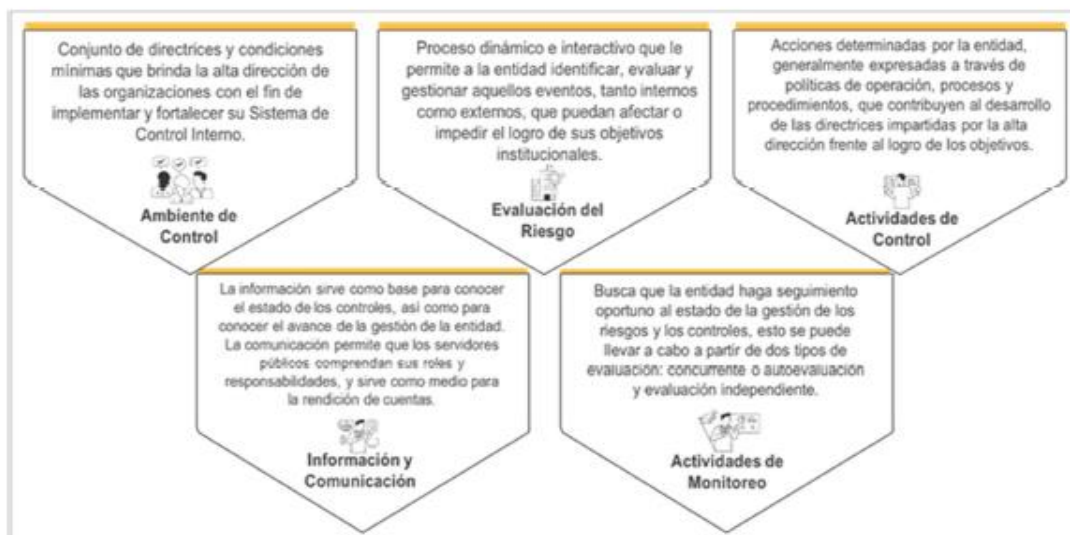 Conjunto de directrices y condiciones
mínimas que brinda la alta dirección de
las organizaciones con el fin de
implementar y fortalecer su Sistema de
Control Interno.
Ambiente de
Control
Proceso dinámico e interactivo que le
permite a la entidad identificar, evaluar y
gestionar aquellos eventos, tanto internos
como externos, que puedan afectar o
impedir el logro de sus objetivos
institucionales.
Evaluación del
Riesgo
Acciones determinadas por la entidad,
generalmente expresadas a través de
políticas de operación, procesos y
procedimientos, que contribuyen al desarrollo
de las directrices impartidas por la alta
dirección frente al logro de los objetivos.
Actividades de
Control
La información sirve como base para conocer
el estado de los controles, así como para
conocer el avance de la gestión de la entidad.
La comunicación permite que los servidores
públicos comprendan sus roles y
responsabilidades, y sirve como medio para
la rendición de cuentas.
Información y
Comunicación
Busca que la entidad haga seguimiento
oportuno al estado de la gestión de los
riesgos y los controles, esto se puede
llevar a cabo a partir de dos tipos de
evaluación: concurrente o autoevaluación
y evaluación independiente.
Actividades de
Monitoreo